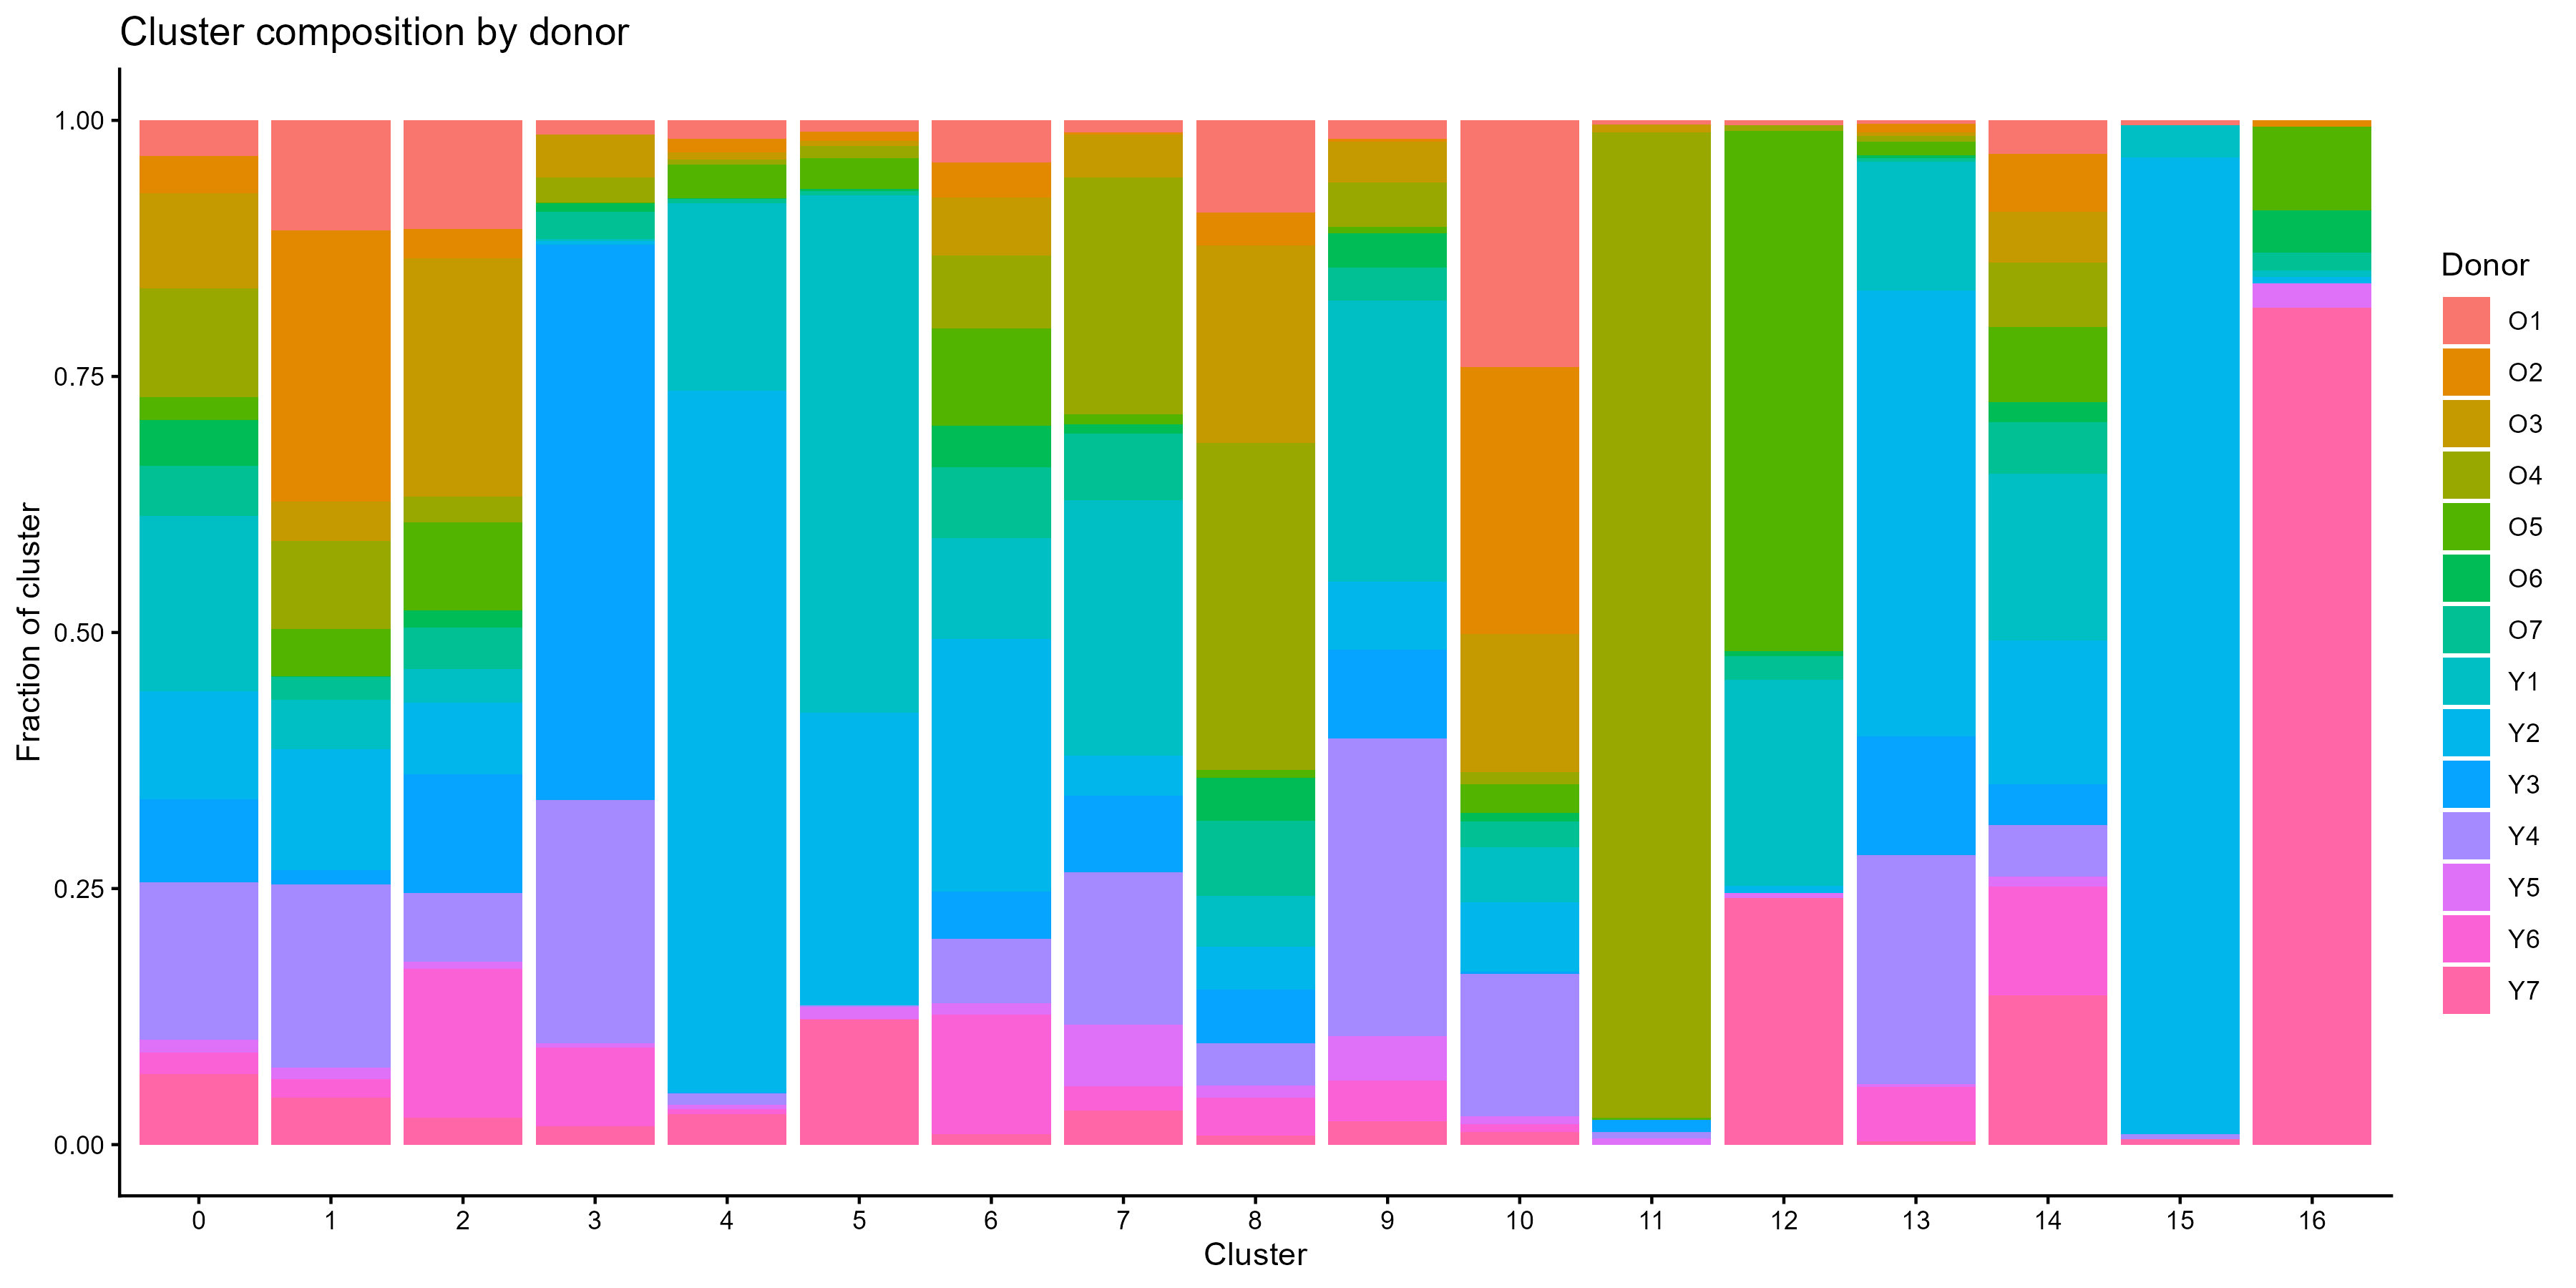 Cluster composition by donor
Fraction of cluster
1.00
0.75
0.50
0.25
0.00
0 1 2 3 4 5 6 7 8 9 10 11 12 13 14 15 16
Cluster
Donor
O1
O2
O3
O4
O5
O6
O7
Y1
Y2
Y3
Y4
Y5
Y6
Y7